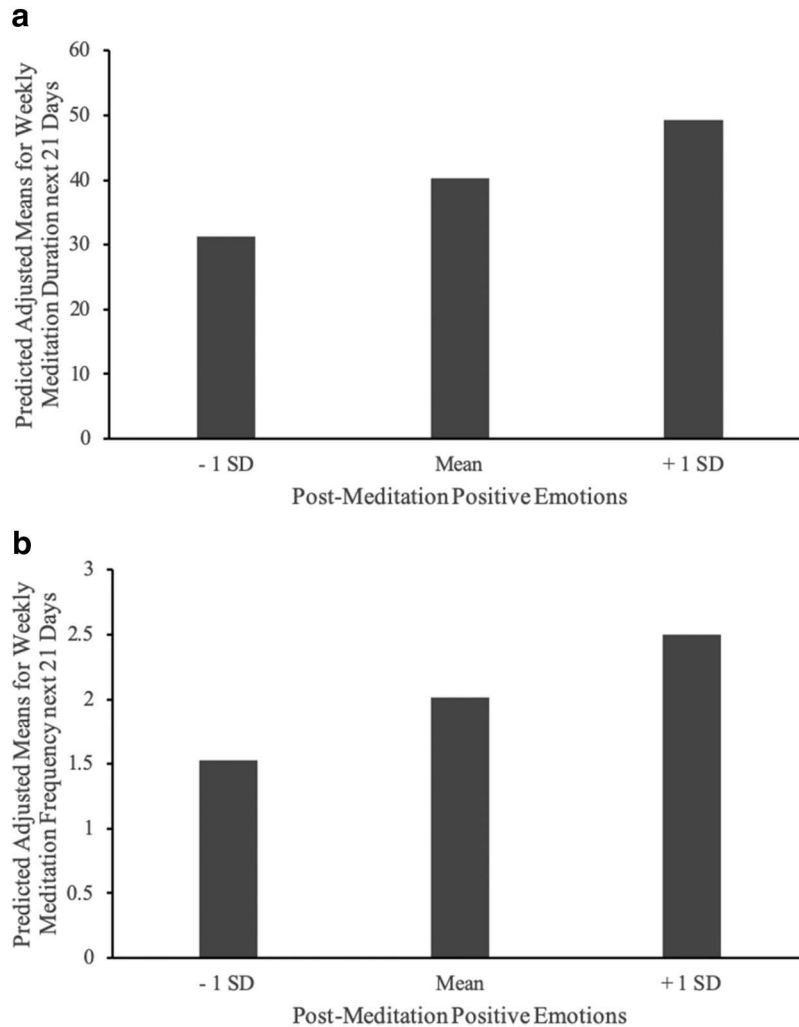 a
Predicted Adjusted Means for Weekly
Meditation Duration next 21 Days
60
50
40
30
20
10
0
- 1 SD
Mean
+ 1 SD
Post-Meditation Positive Emotions
b
Predicted Adjusted Means for Weekly
Meditation Frequency next 21 Days
3
2.5
2
1.5
1
0.5
0
- 1 SD
Mean
+ 1 SD
Post-Meditation Positive Emotions